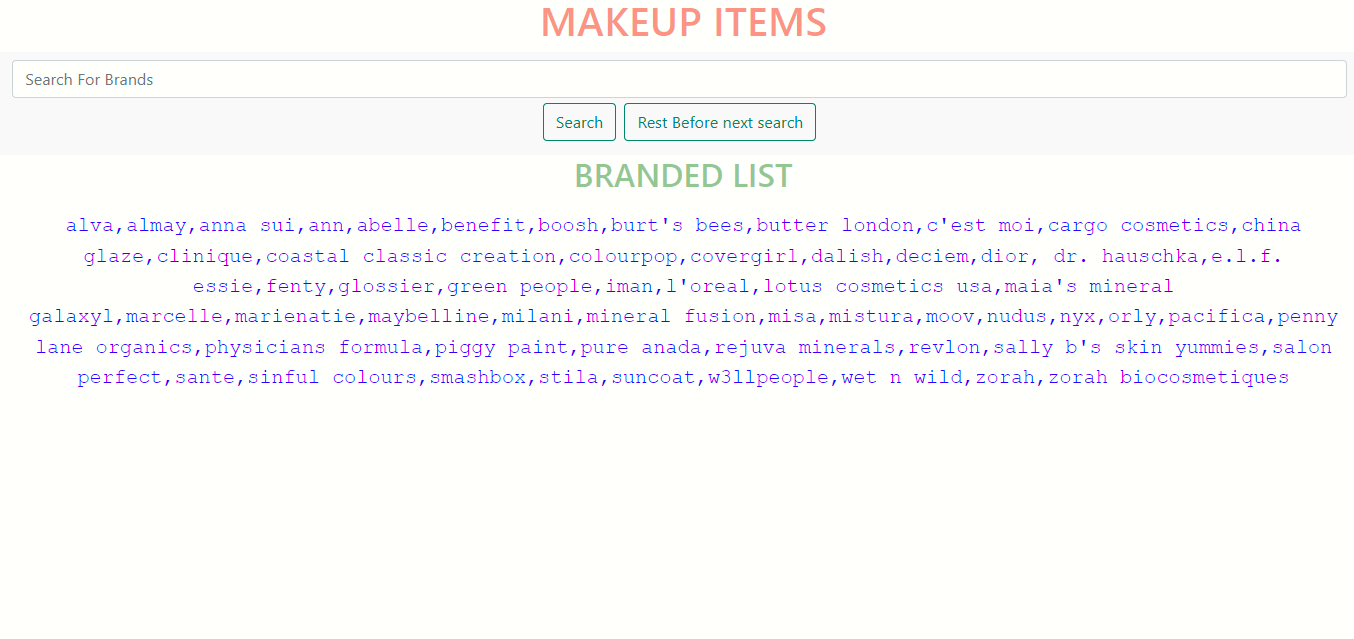 MAKEUP ITEMS
Search For Brands
Search
Rest Before next search
BRANDED LIST
alva,almay,anna sui,ann,abelle,benefit,boosh,burt's bees,butter london,c'est moi,cargo cosmetics,china
glaze,clinique,coastal classic creation,colourpop,covergirl,dalish,deciem,dior, dr. hauschka,e.l.f.
essie,fenty,glossier,green people,iman,l'oreal,lotus cosmetics usa,maia's mineral
galaxyl,marcelle,marienatie,maybelline,milani,mineral fusion,misa,mistura,moov,nudus,nyx,orly,pacifica,penny
lane organics,physicians formula,piggy paint,pure anada,rejuva minerals,revlon,sally b's skin yummies,salon
perfect,sante,sinful colours,smashbox,stila,suncoat,w3llpeople,wet n wild,zorah,zorah biocosmetiques